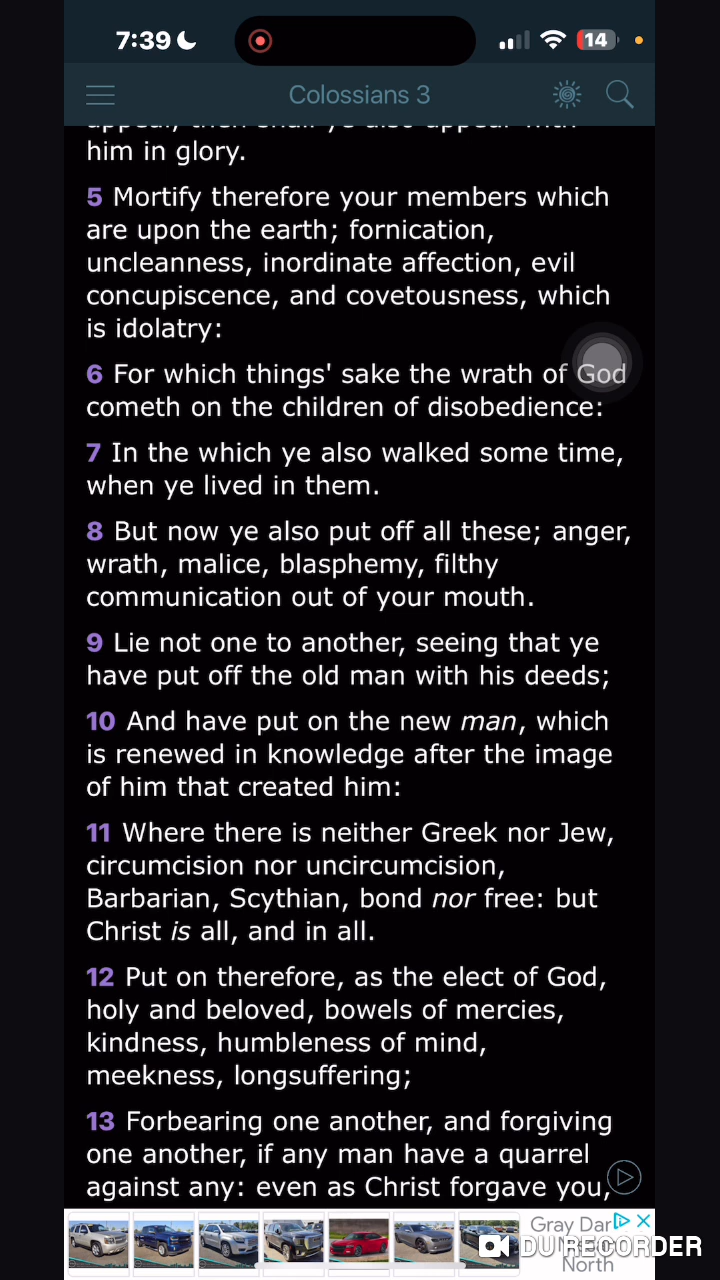 7:39
14
Colossians 3
him in glory.
5 Mortify therefore your members which
are upon the earth; fornication,
uncleanness, inordinate affection, evil
concupiscence, and covetousness, which
is idolatry:
6 For which things' sake the wrath of God
cometh on the children of disobedience:
7 In the which ye also walked some time,
when ye lived in them.
8 But now ye also put off all these; anger,
wrath, malice, blasphemy, filthy
communication out of your mouth.
9 Lie not one to another, seeing that ye
have put off the old man with his deeds;
10 And have put on the new man, which
is renewed in knowledge after the image
of him that created him:
11 Where there is neither Greek nor Jew,
circumcision nor uncircumcision,
Barbarian, Scythian, bond nor free: but
Christ is all, and in all.
12 Put on therefore, as the elect of God,
holy and beloved, bowels of mercies,
kindness, humbleness of mind,
meekness, longsuffering;
13 Forbearing one another, and forgiving
one another, if any man have a quarrel
against any: even as Christ forgave you,
Gray Dan
North
DU RECORDER